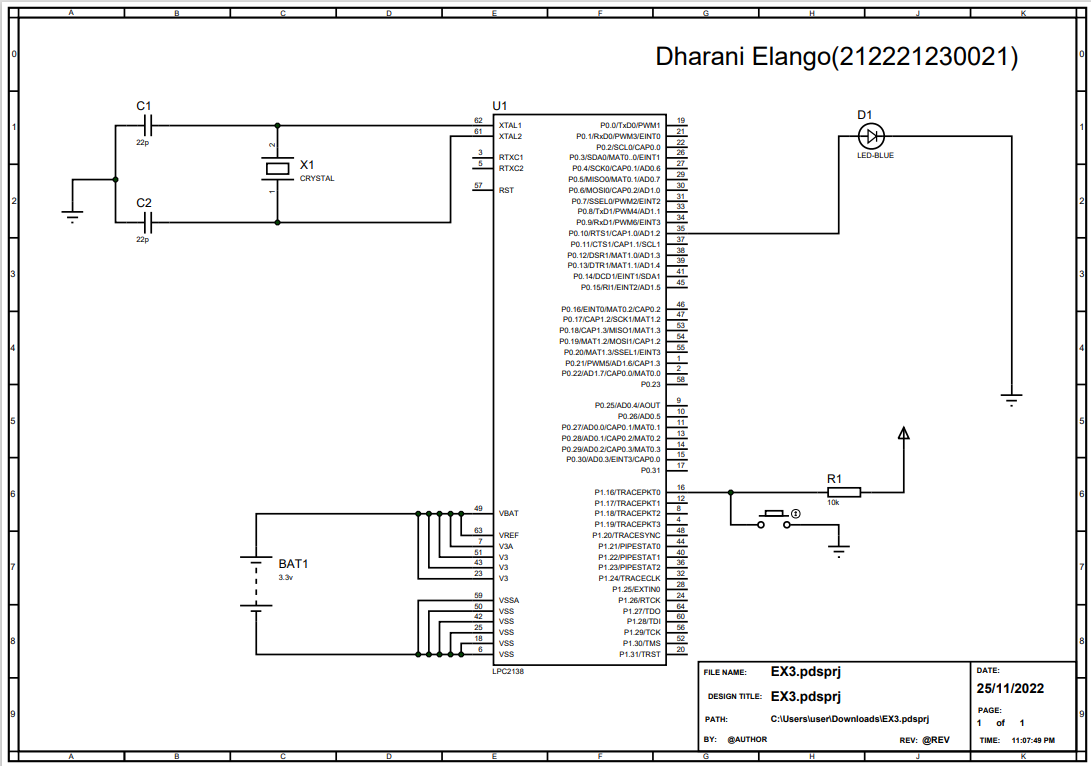 A B C D E F G H J K
Dharani Elango(212221230021)
0 0
1 1
2 2
3 3
4 4
5 5
6 6
7 7
8 8
9 9
C1
22p
C2
22p
2
X1
CRYSTAL
1
U1
62 XTAL1
61 XTAL2
3 RTXC1
5 RTXC2
57 RST
49 VBAT
63 VREF
7 V3A
51 V3
43 V3
23 V3
59 VSSA
50 VSS
42 VSS
25 VSS
18 VSS
6 VSS
LPC2138
P0.0/TxD0/PWM1 19
P0.1/RxD0/PWM3/EINT0 21
P0.2/SCL0/CAP0.0 22
P0.3/SDA0/MAT0..0/EINT1 26
P0.4/SCK0/CAP0.1/AD0.6 27
P0.5/MISO0/MAT0.1/AD0.7 29
P0.6/MOSI0/CAP0.2/AD1.0 30
P0.7/SSEL0/PWM2/EINT2 31
P0.8/TxD1/PWM4/AD1.1 33
P0.9/RxD1/PWM6/EINT3 34
P0.10/RTS1/CAP1.0/AD1.2 35
P0.11/CTS1/CAP1.1/SCL1 37
P0.12/DSR1/MAT1.0/AD1.3 38
P0.13/DTR1/MAT1.1/AD1.4 39
P0.14/DCD1/EINT1/SDA1 41
P0.15/RI1/EINT2/AD1.5 45
P0.16/EINT0/MAT0.2/CAP0.2 46
P0.17/CAP1.2/SCK1/MAT1.2 47
P0.18/CAP1.3/MISO1/MAT1.3 53
P0.19/MAT1.2/MOSI1/CAP1.2 54
P0.20/MAT1.3/SSEL1/EINT3 55
P0.21/PWM5/AD1.6/CAP1.3 1
P0.22/AD1.7/CAP0.0/MAT0.0 2
P0.23 58
P0.25/AD0.4/AOUT 9
P0.26/AD0.5 10
P0.27/AD0.0/CAP0.1/MAT0.1 11
P0.28/AD0.1/CAP0.2/MAT0.2 13
P0.29/AD0.2/CAP0.3/MAT0.3 14
P0.30/AD0.3/EINT3/CAP0.0 15
P0.31 17
P1.16/TRACEPKT0 16
P1.17/TRACEPKT1 12
P1.18/TRACEPKT2 8
P1.19/TRACEPKT3 4
P1.20/TRACESYNC 48
P1.21/PIPESTAT0 44
P1.22/PIPESTAT1 40
P1.23/PIPESTAT2 36
P1.24/TRACECLK 32
P1.25/EXTIN0 28
P1.26/RTCK 24
P1.27/TDO 64
P1.28/TDI 60
P1.29/TCK 56
P1.30/TMS 52
P1.31/TRST 20
D1
LED-BLUE
R1
10k
BAT1
3.3v
FILE NAME: EX3.pdsprj
DESIGN TITLE: EX3.pdsprj
PATH: C:\Users\user\Downloads\EX3.pdsprj
BY: @AUTHOR REV: @REV
DATE:
25/11/2022
PAGE:
1 of 1
TIME: 11:07:49 PM
A B C D E F G H J K